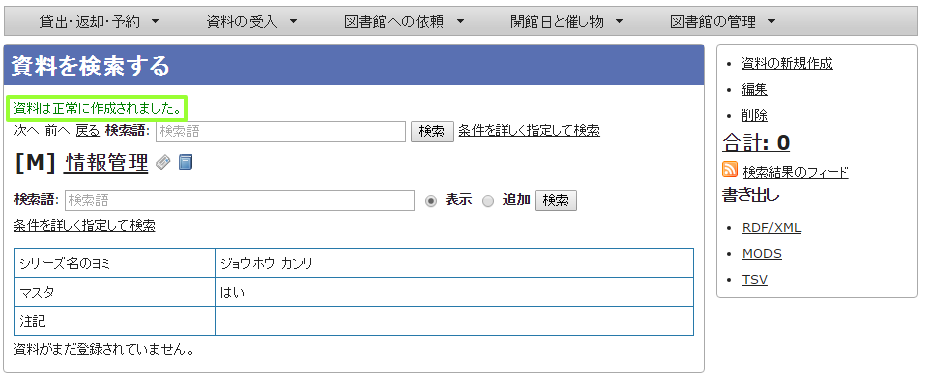 貸出・返却・予約 資料の受入 図書館への依頼 開館日と催し物 図書館の管理
資料を検索する
資料は正常に作成されました。
次へ 前へ 戻る 検索語: 検索語 検索 条件を詳しく指定して検索
[M] 情報管理
検索語: 検索語 表示 追加 検索
条件を詳しく指定して検索
シリーズ名のヨミ ジョウホウ カンリ
マスタ はい
注記
資料がまだ登録されていません。
資料の新規作成
編集
削除
合計: 0
検索結果のフィード
書き出し
RDF/XML
MODS
TSV